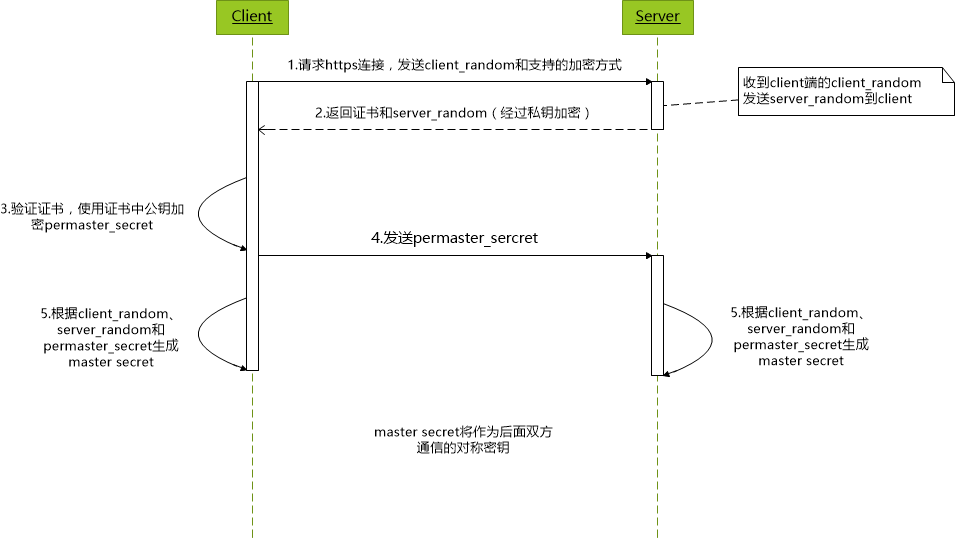 Client
Server
1.请求https连接，发送client_random和支持的加密方式
收到client端的client_random
发送server_random到client
2.返回证书和server_random（经过私钥加密）
3.验证证书，使用证书中公钥加
密permaster_secret
4.发送permaster_sercret
5.根据client_random、
server_random和
permaster_secret生成
master secret
5.根据client_random、
server_random和
permaster_secret生成
master secret
master secret将作为后面双方
通信的对称密钥